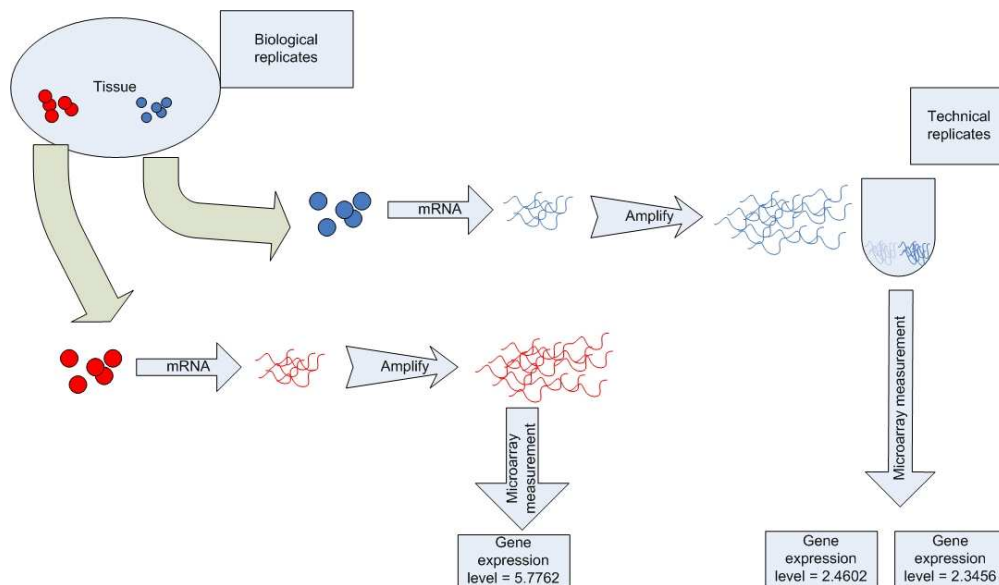 Biological
replicates
Tissue
Technical
replicates
mRNA
Amplify
mRNA
Amplify
Microarray measurement
Microarray
measurement
Gene
expression
level = 5.7762
Gene
expression
level = 2.4602
Gene
expression
level = 2.3456